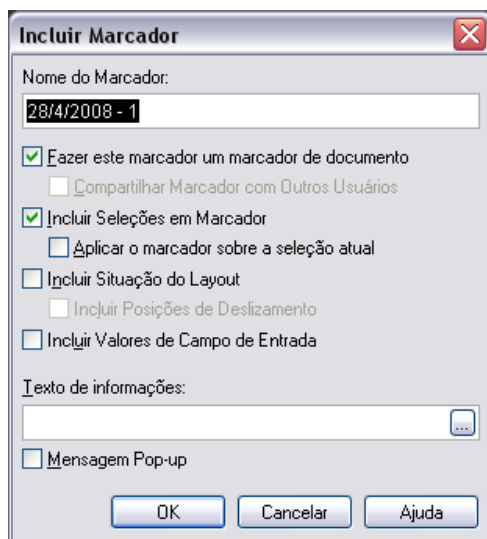 Incluir Marcador
Nome do Marcador:
28/4/2008 - 1
Fazer este marcador um marcador de documento
Compartilhar Marcador com Outros Usuários
Incluir Seleções em Marcador
Aplicar o marcador sobre a seleção atual
Incluir Situação do Layout
Incluir Posições de Deslizamento
Incluir Valores de Campo de Entrada
Texto de informações:
...
Mensagem Pop-up
OK Cancelar Ajuda